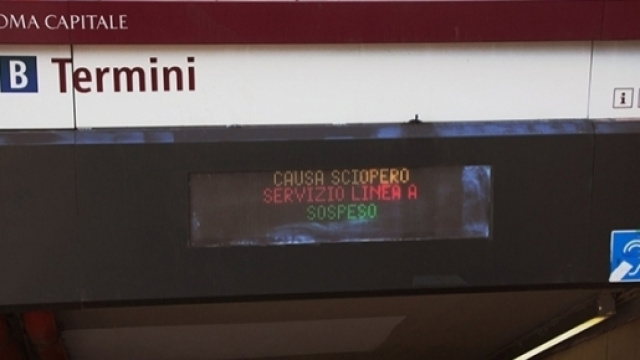 OMA CAPITALE
B Termini
i
CAUSA SCIOPERO
SERVIZIO LINEA A
SOSPESO